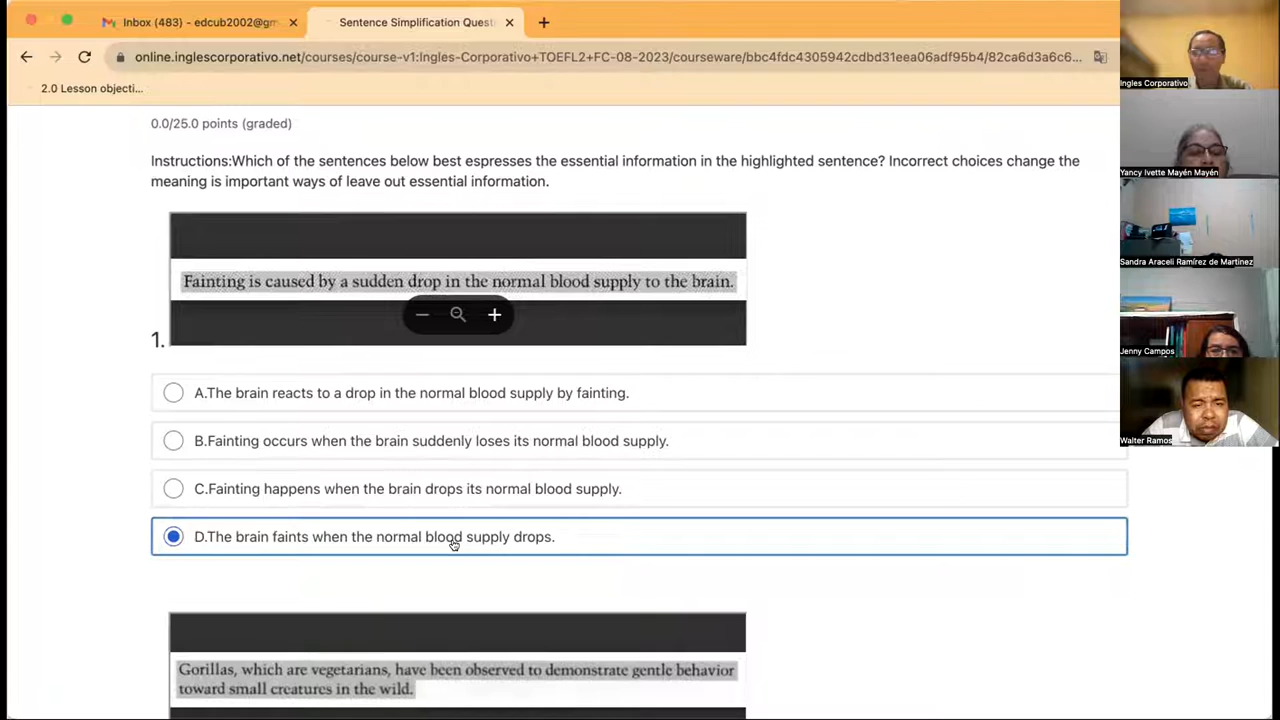 Inbox (483) - edcub2002@gm
Sentence Simplification Quest
online.inglescorporativo.net/courses/course-v1:Ingles-Corporativo+TOEFL2+FC-08-2023/courseware/bbc4fdc4305942cdbd31eea06adf95b4/82ca6d3a6c6...
2.0 Lesson objecti...
0.0/25.0 points (graded)
Instructions:Which of the sentences below best espresses the essential information in the highlighted sentence? Incorrect choices change the
meaning is important ways of leave out essential information.
Fainting is caused by a sudden drop in the normal blood supply to the brain.
1.
A.The brain reacts to a drop in the normal blood supply by fainting.
B.Fainting occurs when the brain suddenly loses its normal blood supply.
C.Fainting happens when the brain drops its normal blood supply.
D.The brain faints when the normal blood supply drops.
Gorillas, which are vegetarians, have been observed to demonstrate gentle behavior
toward small creatures in the wild.
Ingles Corporativo
Yancy Ivette Mayén Mayén
Sandra Araceli Ramírez de Martinez
Jenny Campos
Walter Ramos